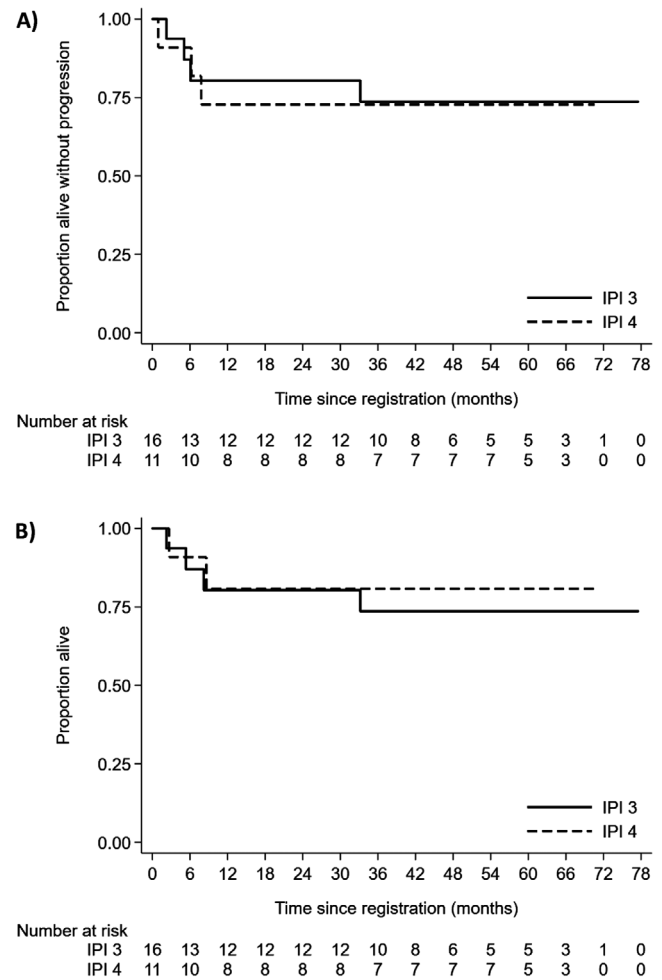 A)
Proportion alive without progression
1.00
0.75
0.50
0.25
0.00
IPI 3
IPI 4
0 6 12 18 24 30 36 42 48 54 60 66 72 78
Time since registration (months)
Number at risk
IPI 3 16 13 12 12 12 12 10 8 6 5 5 3 1 0
IPI 4 11 10 8 8 8 8 7 7 7 7 5 3 0 0
B)
Proportion alive
1.00
0.75
0.50
0.25
0.00
IPI 3
IPI 4
0 6 12 18 24 30 36 42 48 54 60 66 72 78
Time since registration (months)
Number at risk
IPI 3 16 13 12 12 12 12 10 8 6 5 5 3 1 0
IPI 4 11 10 8 8 8 8 7 7 7 7 5 3 0 0